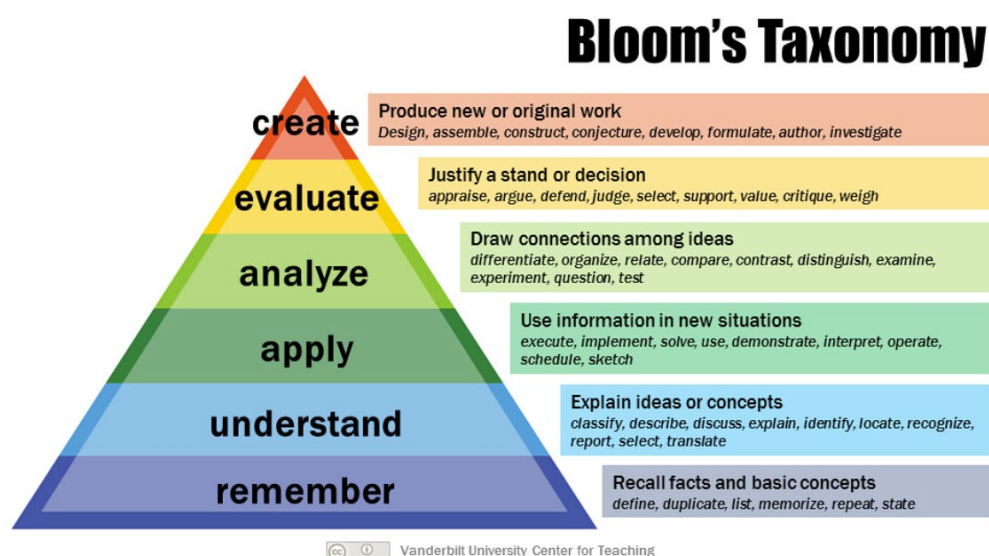 Bloom's Taxonomy
create
Produce new or original work
Design, assemble, construct, conjecture, develop, formulate, author, investigate
evaluate
Justify a stand or decision
appraise, argue, defend, judge, select, support, value, critique, weigh
analyze
Draw connections among ideas
differentiate, organize, relate, compare, contrast, distinguish, examine,
experiment, question, test
apply
Use information in new situations
execute, implement, solve, use, demonstrate, interpret, operate,
schedule, sketch
understand
Explain ideas or concepts
classify, describe, discuss, explain, identify, locate, recognize,
report, select, translate
remember
Recall facts and basic concepts
define, duplicate, list, memorize, repeat, state
cc
Vanderbilt University Center for Teaching